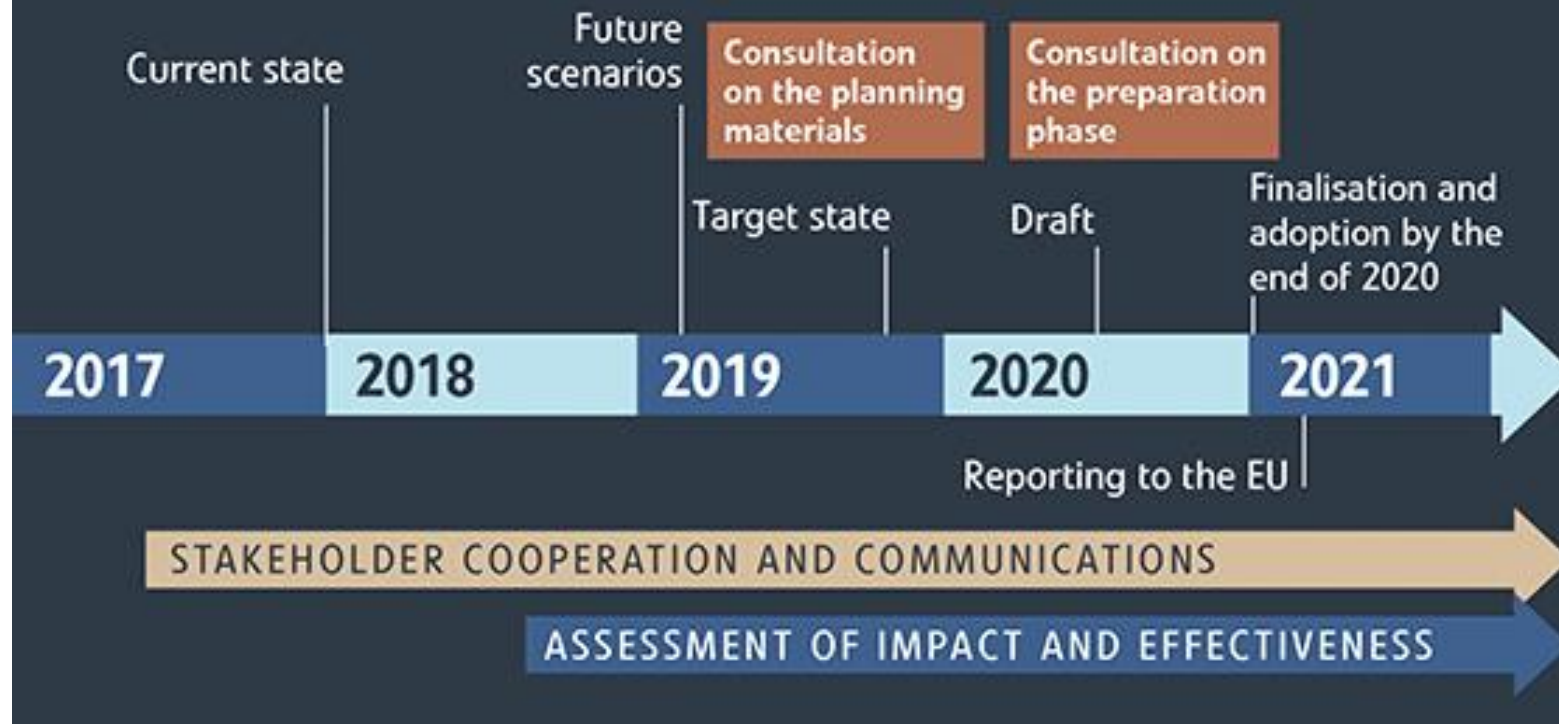 Current state
Future
scenarios
Consultation
on the planning
materials
Consultation on
the preparation
phase
Target state
Draft
Finalisation and
adoption by the
end of 2020
2017
2018
2019
2020
2021
Reporting to the EU
STAKEHOLDER COOPERATION AND COMMUNICATIONS
ASSESSMENT OF IMPACT AND EFFECTIVENESS